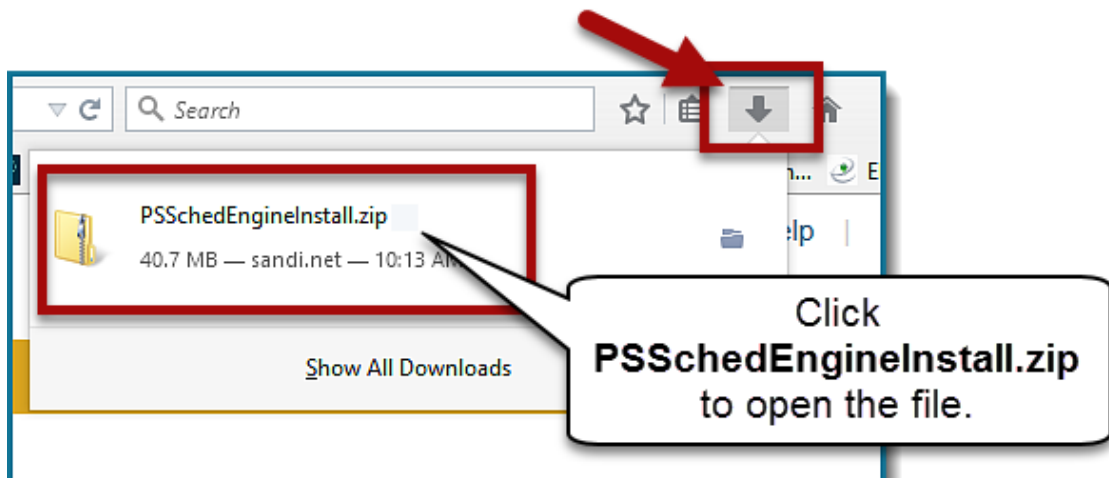 Search
n... E
PSSchedEngineInstall.zip
elp |
40.7 MB — sandi.net — 10:13 AM
Show All Downloads
Click
PSSchedEngineInstall.zip
to open the file.